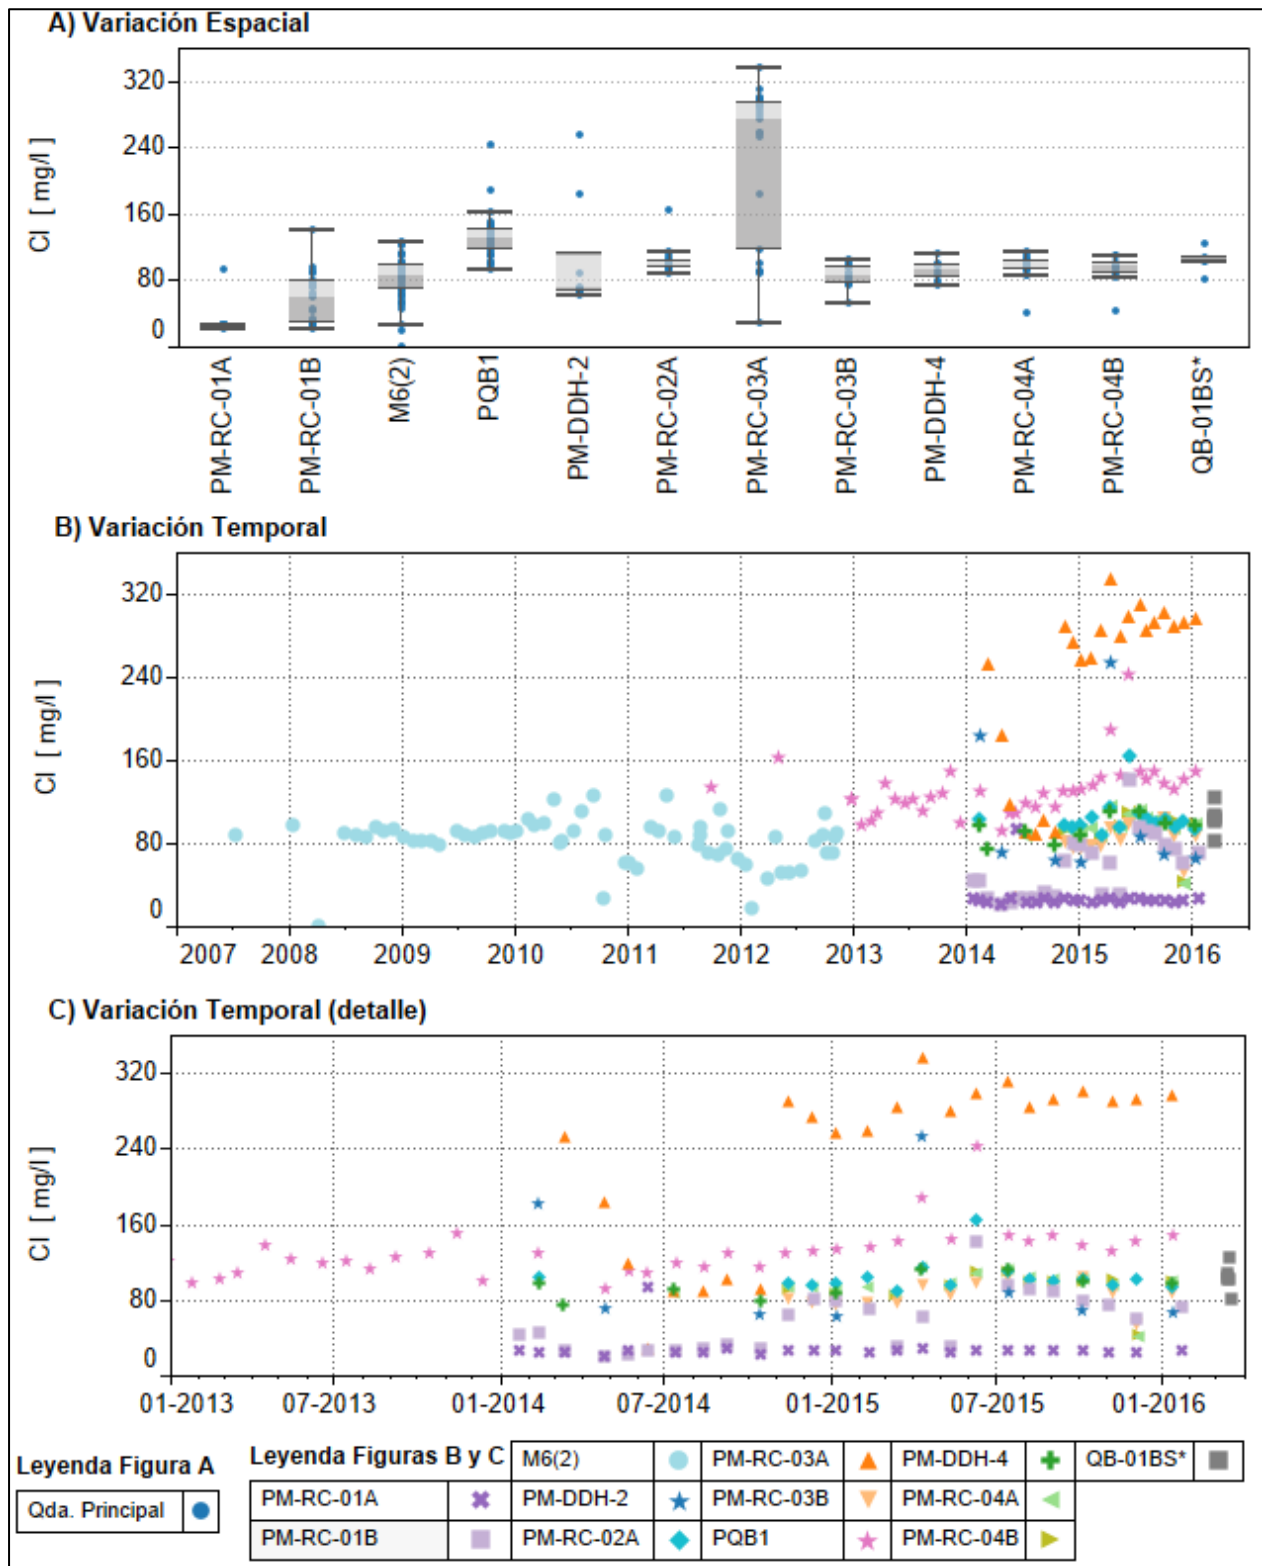 A) Variación Espacial
Cl [ mg/l ]
320
240
160
80
0
PM-RC-01A
PM-RC-01B
M6(2)
PQB1
PM-DDH-2
PM-RC-02A
PM-RC-03A
PM-RC-03B
PM-DDH-4
PM-RC-04A
PM-RC-04B
QB-01BS*
B) Variación Temporal
Cl [ mg/l ]
320
240
160
80
0
2007 2008 2009 2010 2011 2012 2013 2014 2015 2016
C) Variación Temporal (detalle)
Cl [ mg/l ]
320
240
160
80
0
01-2013 07-2013 01-2014 07-2014 01-2015 07-2015 01-2016
Leyenda Figura A
Qda. Principal
Leyenda Figuras B y C
M6(2) PM-RC-03A PM-DDH-4 QB-01BS*
PM-RC-01A PM-DDH-2 PM-RC-03B PM-RC-04A
PM-RC-01B PM-RC-02A PQB1 PM-RC-04B